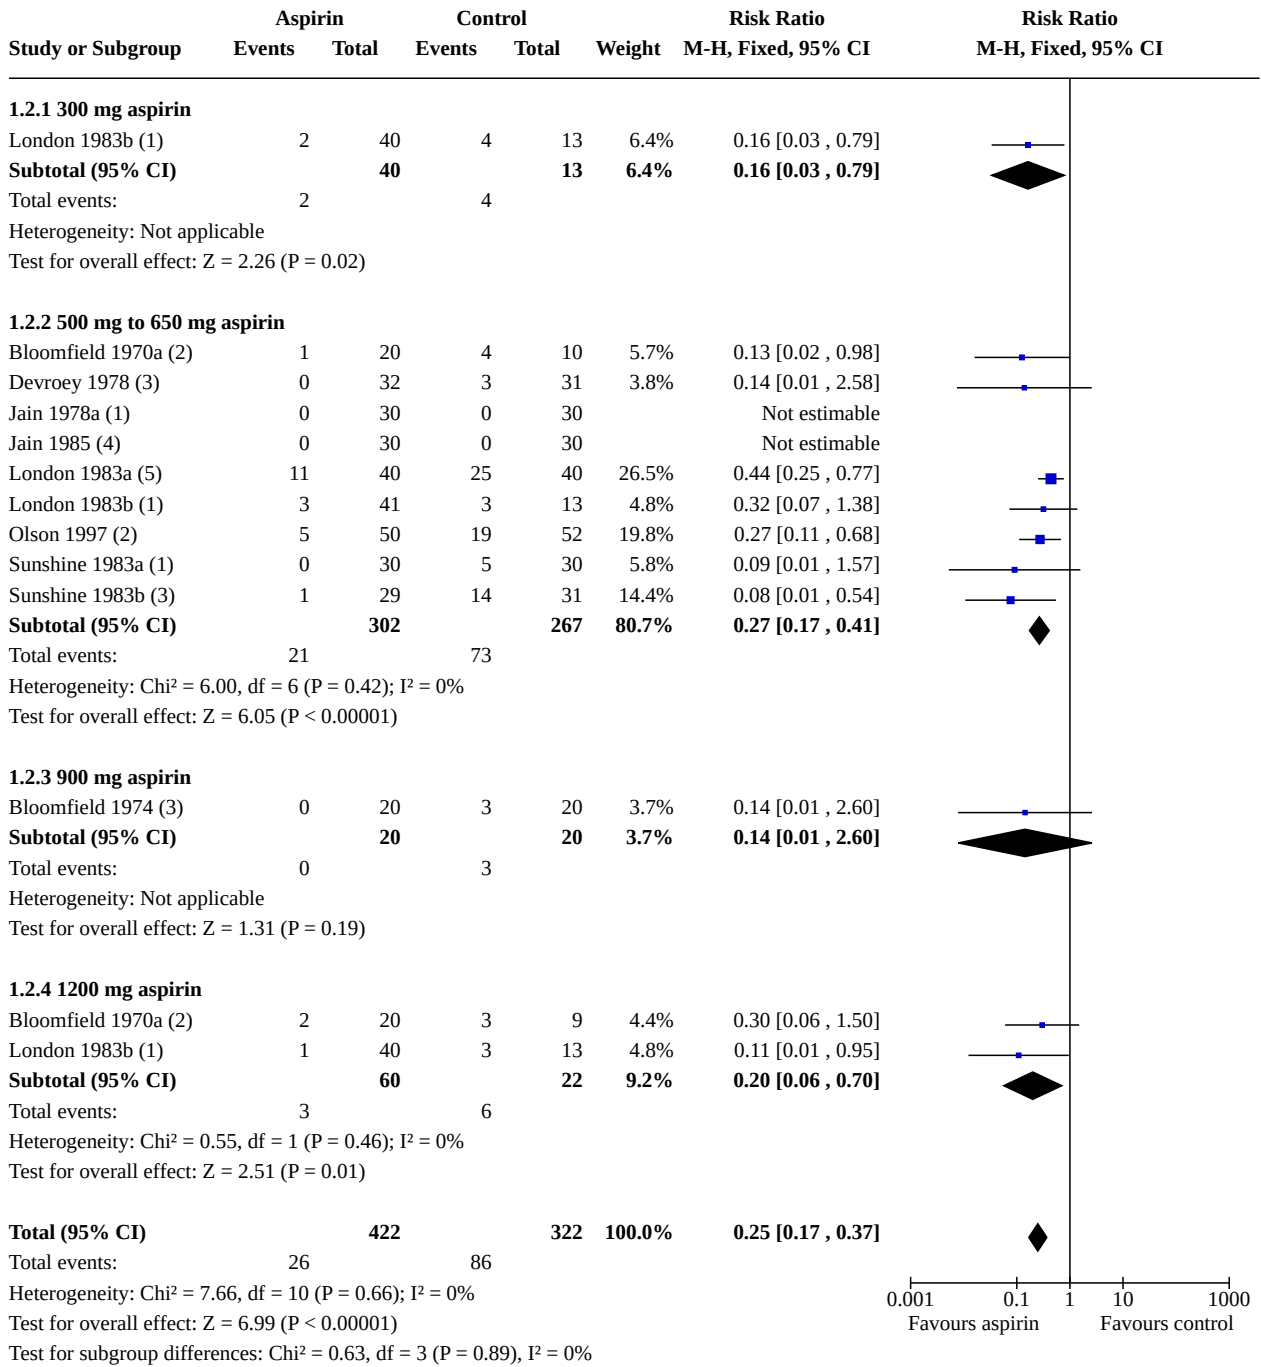 Aspirin Control Risk Ratio Risk Ratio
Study or Subgroup Events Total Events Total Weight M-H, Fixed, 95% CI M-H, Fixed, 95% CI
1.2.1 300 mg aspirin
London 1983b (1) 2 40 4 13 6.4% 0.16 [0.03 , 0.79]
Subtotal (95% CI) 40 13 6.4% 0.16 [0.03 , 0.79]
Total events: 2 4
Heterogeneity: Not applicable
Test for overall effect: Z = 2.26 (P = 0.02)
1.2.2 500 mg to 650 mg aspirin
Bloomfield 1970a (2) 1 20 4 10 5.7% 0.13 [0.02 , 0.98]
Devroey 1978 (3) 0 32 3 31 3.8% 0.14 [0.01 , 2.58]
Jain 1978a (1) 0 30 0 30 Not estimable
Jain 1985 (4) 0 30 0 30 Not estimable
London 1983a (5) 11 40 25 40 26.5% 0.44 [0.25 , 0.77]
London 1983b (1) 3 41 3 13 4.8% 0.32 [0.07 , 1.38]
Olson 1997 (2) 5 50 19 52 19.8% 0.27 [0.11 , 0.68]
Sunshine 1983a (1) 0 30 5 30 5.8% 0.09 [0.01 , 1.57]
Sunshine 1983b (3) 1 29 14 31 14.4% 0.08 [0.01 , 0.54]
Subtotal (95% CI) 302 267 80.7% 0.27 [0.17 , 0.41]
Total events: 21 73
Heterogeneity: Chi² = 6.00, df = 6 (P = 0.42); I² = 0%
Test for overall effect: Z = 6.05 (P < 0.00001)
1.2.3 900 mg aspirin
Bloomfield 1974 (3) 0 20 3 20 3.7% 0.14 [0.01 , 2.60]
Subtotal (95% CI) 20 20 3.7% 0.14 [0.01 , 2.60]
Total events: 0 3
Heterogeneity: Not applicable
Test for overall effect: Z = 1.31 (P = 0.19)
1.2.4 1200 mg aspirin
Bloomfield 1970a (2) 2 20 3 9 4.4% 0.30 [0.06 , 1.50]
London 1983b (1) 1 40 3 13 4.8% 0.11 [0.01 , 0.95]
Subtotal (95% CI) 60 22 9.2% 0.20 [0.06 , 0.70]
Total events: 3 6
Heterogeneity: Chi² = 0.55, df = 1 (P = 0.46); I² = 0%
Test for overall effect: Z = 2.51 (P = 0.01)
Total (95% CI) 422 322 100.0% 0.25 [0.17 , 0.37]
Total events: 26 86
Heterogeneity: Chi² = 7.66, df = 10 (P = 0.66); I² = 0%
0.001 0.1 1 10 1000
Test for overall effect: Z = 6.99 (P < 0.00001) Favours aspirin Favours control
Test for subgroup differences: Chi² = 0.63, df = 3 (P = 0.89), I² = 0%